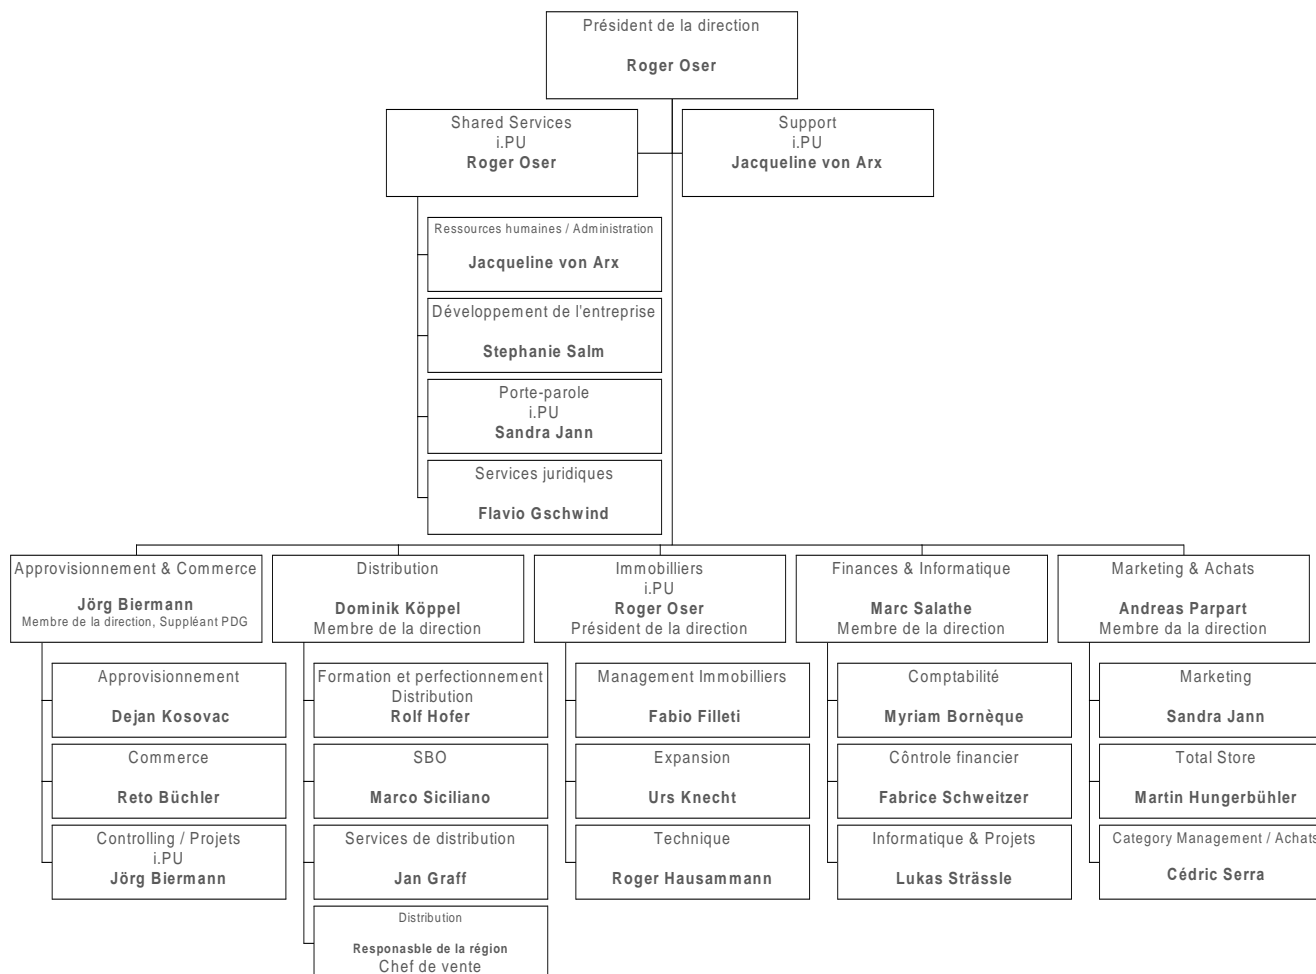 Président de la direction
Roger Oser
Shared Services
i.PU
Roger Oser
Support
i.PU
Jacqueline von Arx
Ressources humaines / Administration
Jacqueline von Arx
Développement de l'entreprise
Stephanie Salm
Porte-parole
i.PU
Sandra Jann
Services juridiques
Flavio Gschwind
Approvisionnement & Commerce
Jörg Biermann
Membre de la direction, Suppléant PDG
Approvisionnement
Dejan Kosovac
Commerce
Reto Büchler
Controlling / Projets
i.PU
Jörg Biermann
Distribution
Dominik Köppel
Membre de la direction
Formation et perfectionnement
Distribution
Rolf Hofer
SBO
Marco Siciliano
Services de distribution
Jan Graff
Distribution
Responasble de la région
Chef de vente
Immobilliers
i.PU
Roger Oser
Président de la direction
Management Immobilliers
Fabio Filleti
Expansion
Urs Knecht
Technique
Roger Hausammann
Finances & Informatique
Marc Salathe
Membre de la direction
Comptabilité
Myriam Bornèque
Côntrole financier
Fabrice Schweitzer
Informatique & Projets
Lukas Strässle
Marketing & Achats
Andreas Parpart
Membre da la direction
Marketing
Sandra Jann
Total Store
Martin Hungerbühler
Category Management / Achats
Cédric Serra